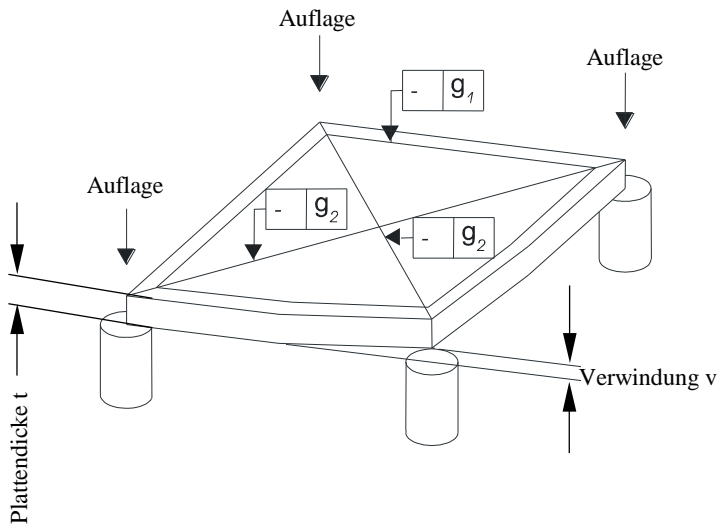 Auflage
Auflage
- g1
Auflage
- g2
- g2
Verwindung v
Plattendicke t